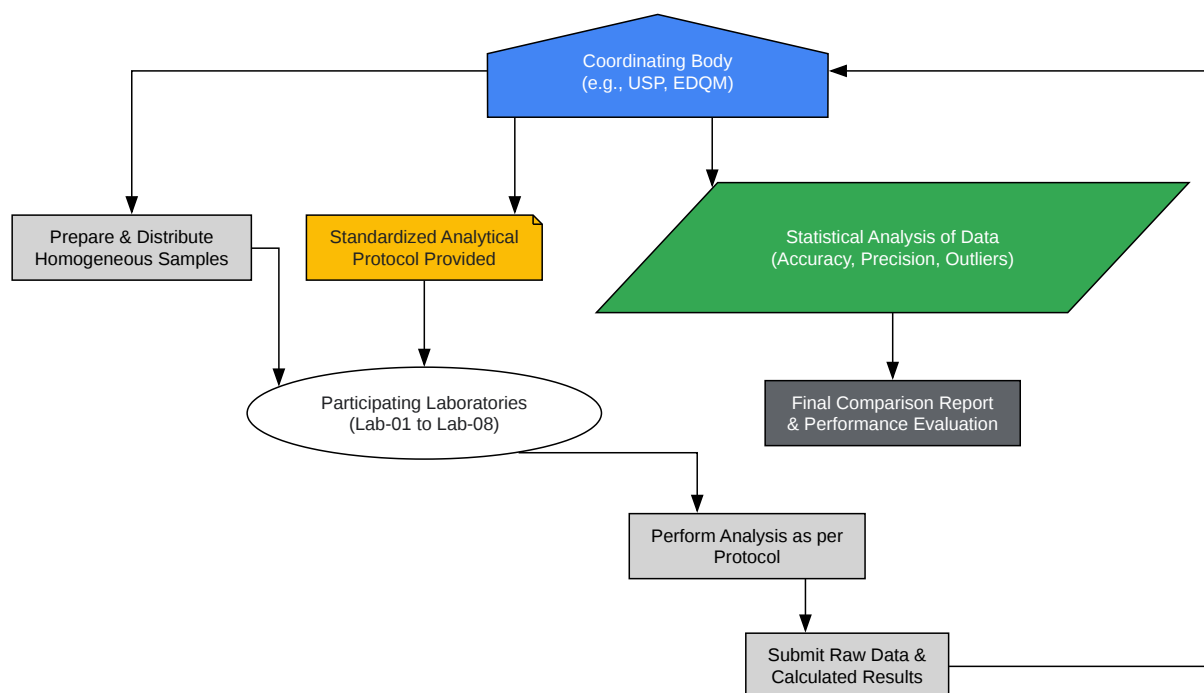 Coordinating Body
(e.g., USP, EDQM)
Prepare & Distribute
Homogeneous Samples
Standardized Analytical
Protocol Provided
Statistical Analysis of Data
(Accuracy, Precision, Outliers)
Participating Laboratories
(Lab-01 to Lab-08)
Final Comparison Report
& Performance Evaluation
Perform Analysis as per
Protocol
Submit Raw Data &
Calculated Results